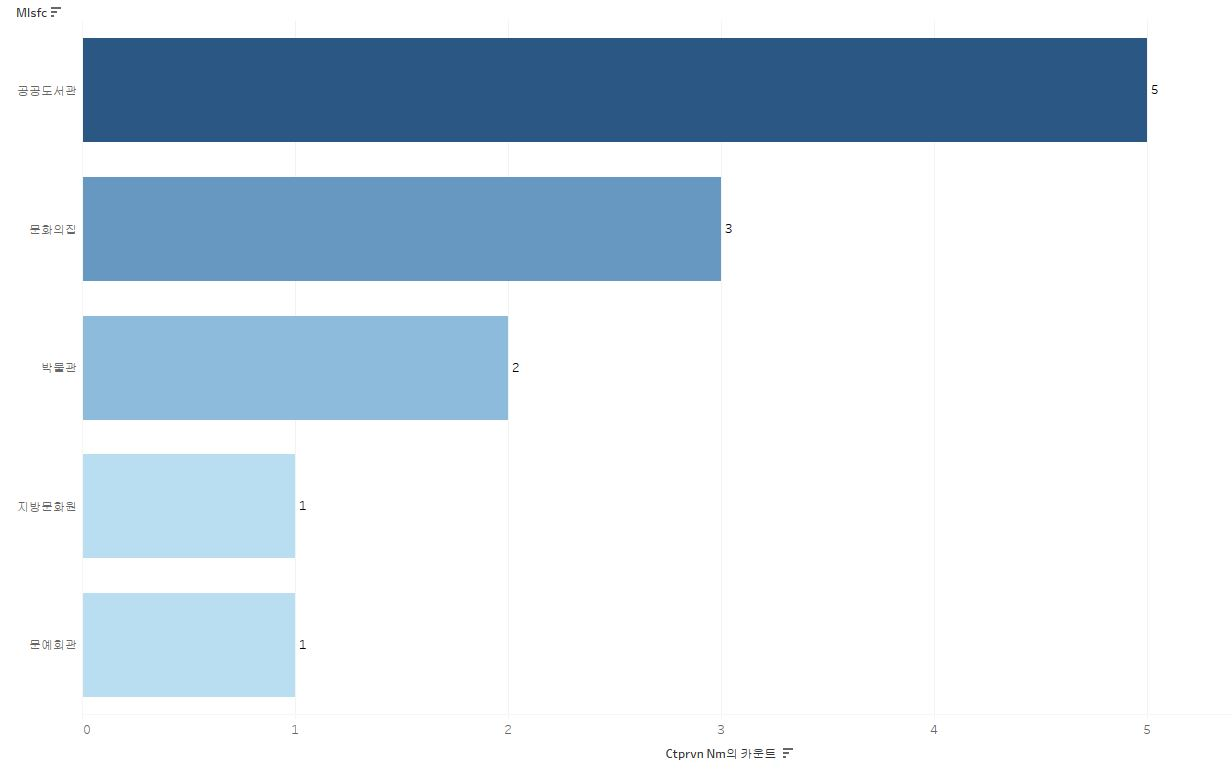 Mlsfc
공공도서관
5
문화의집
3
박물관
2
지방문화원
1
문예회관
1
0 1 2 3 4 5
Ctprvn Nm의 카운트